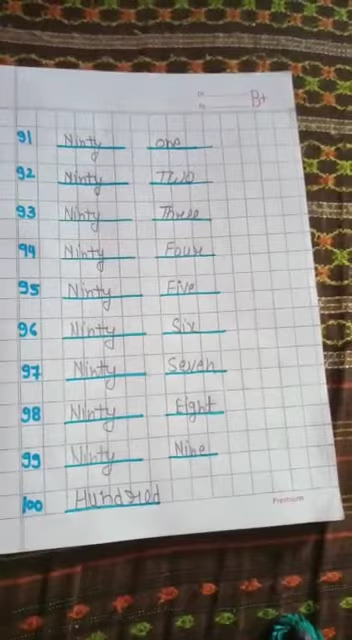 B+
91 Ninty one
92 Ninty Two
93 Ninty Three
94 Ninty Four
95 Ninty Five
96 Ninty Six
97 Ninty Seven
98 Ninty Eight
99 Ninty Nine
100 Hundred
Premium